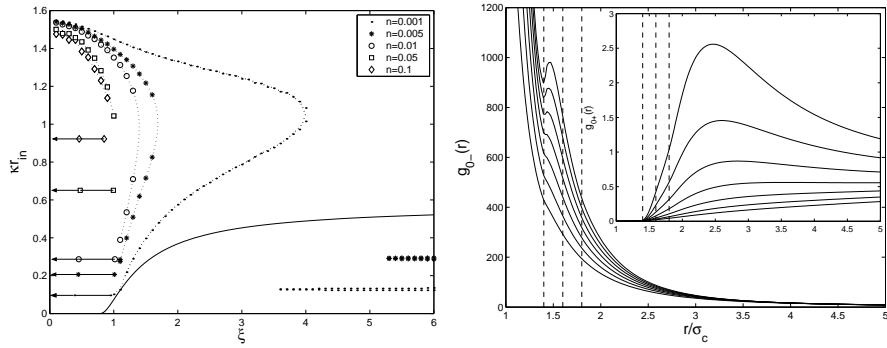 1.6
1.4
1.2
1
0.8
0.6
0.4
0.2
0
κr_in
0 1 2 3 4 5 6
ξ
n=0.001
n=0.005
n=0.01
n=0.05
n=0.1
1200
1000
800
600
400
200
0
g_0−(r)
1 1.5 2 2.5 3 3.5 4 4.5 5
r/σ_c
3
2.5
2
1.5
1
0.5
0
g_0+(r)
1 1.5 2 2.5 3 3.5 4 4.5 5